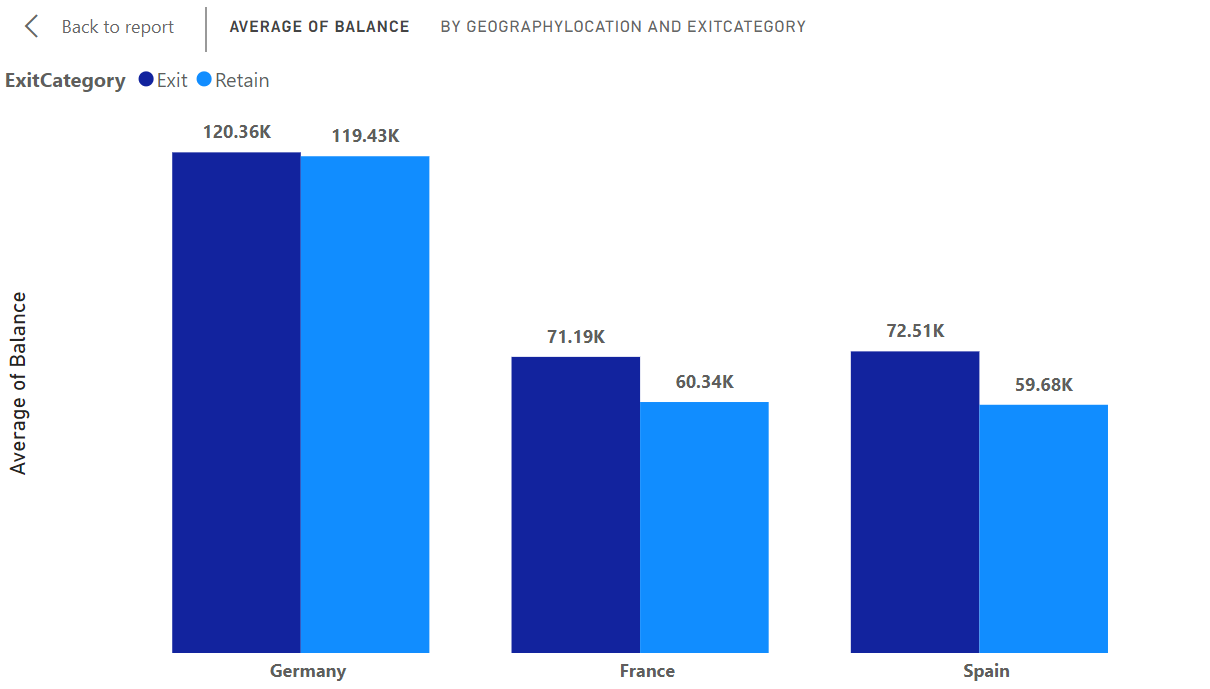 Back to report
AVERAGE OF BALANCE BY GEOGRAPHYLOCATION AND EXITCATEGORY
ExitCategory Exit Retain
120.36K 119.43K
71.19K 60.34K
72.51K 59.68K
Average of Balance
Germany France Spain